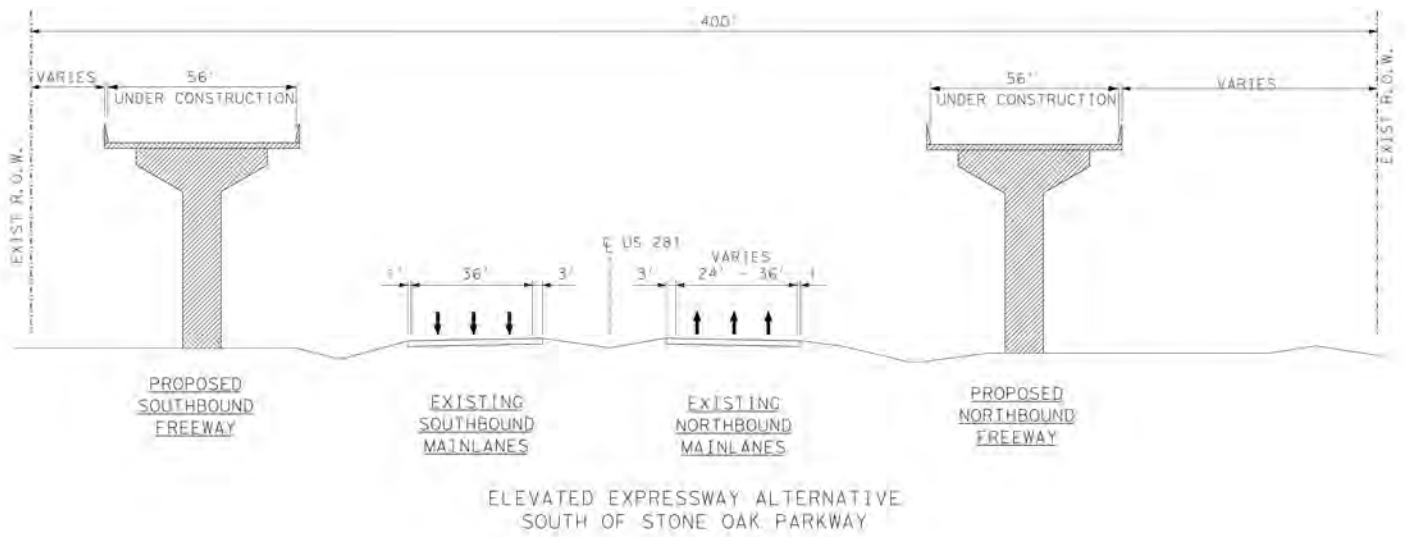 400'
EXIST R.O.W.
VARIES
56'
UNDER CONSTRUCTION
56'
UNDER CONSTRUCTION
VARIES
EXIST R.O.W.
℄ US 281
VARIES
36'
3'
3'
24' - 36'
PROPOSED
SOUTHBOUND
FREEWAY
EXISTING
SOUTHBOUND
MAINLANES
EXISTING
NORTHBOUND
MAINLANES
PROPOSED
NORTHBOUND
FREEWAY
ELEVATED EXPRESSWAY ALTERNATIVE
SOUTH OF STONE OAK PARKWAY